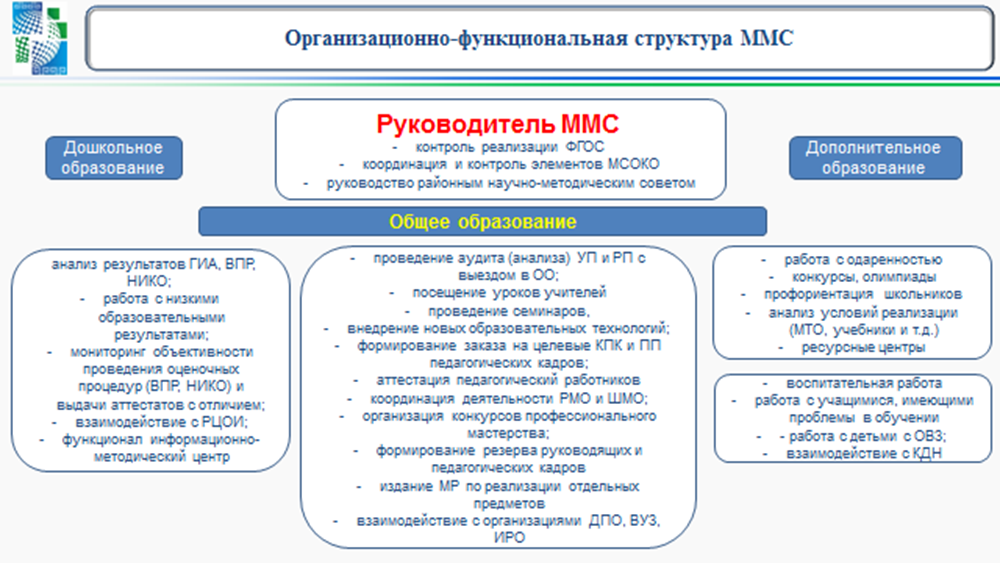 Организационно-функциональная структура ММС
Дошкольное
образование
Руководитель ММС
- контроль реализации ФГОС
- координация и контроль элементов МСОКО
- руководство районным научно-методическим советом
Дополнительное
образование
Общее образование
анализ результатов ГИА, ВПР,
НИКО;
- работа с низкими
образовательными
результатами;
- мониторинг объективности
проведения оценочных
процедур (ВПР, НИКО) и
выдачи аттестатов с отличием;
- взаимодействие с РЦОИ;
- функционал информационно-
методический центр
- проведение аудита (анализа) УП и РП с
выездом в ОО;
- посещение уроков учителей
- проведение семинаров,
- внедрение новых образовательных технологий;
- формирование заказа на целевые КПК и ПП
педагогических кадров;
- аттестация педагогический работников
- координация деятельности РМО и ШМО;
- организация конкурсов профессионального
мастерства;
- формирование резерва руководящих и
педагогических кадров
- издание МР по реализации отдельных
предметов
- взаимодействие с организациями ДПО, ВУЗ,
ИРО
- работа с одаренностью
- конкурсы, олимпиады
- профориентация школьников
- анализ условий реализации
(МТО, учебники и т.д.)
- ресурсные центры
- воспитательная работа
- работа с учащимися, имеющими
проблемы в обучении
- - работа с детьми с ОВЗ;
- взаимодействие с КДН